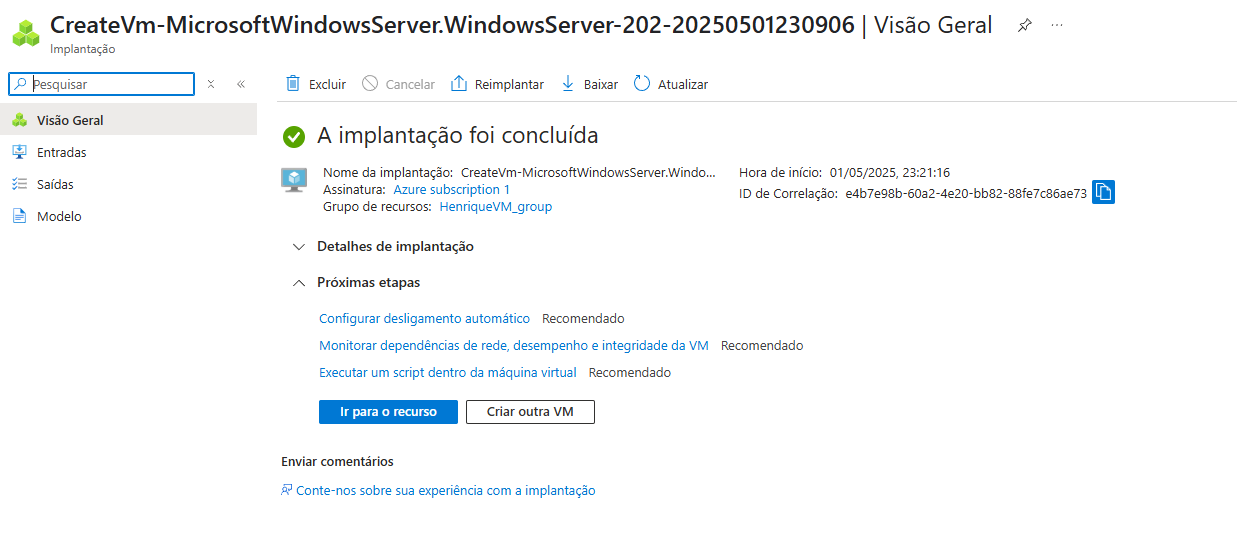 CreateVm-MicrosoftWindowsServer.WindowsServer-202-20250501230906 | Visão Geral
Implantação
Pesquisar
Excluir Cancelar Reimplantar Baixar Atualizar
Visão Geral
Entradas
Saídas
Modelo
A implantação foi concluída
Nome da implantação: CreateVm-MicrosoftWindowsServer.Windo...
Assinatura: Azure subscription 1
Grupo de recursos: HenriqueVM_group
Hora de início: 01/05/2025, 23:21:16
ID de Correlação: e4b7e98b-60a2-4e20-bb82-88fe7c86ae73
Detalhes de implantação
Próximas etapas
Configurar desligamento automático Recomendado
Monitorar dependências de rede, desempenho e integridade da VM Recomendado
Executar um script dentro da máquina virtual Recomendado
Ir para o recurso Criar outra VM
Enviar comentários
Conte-nos sobre sua experiência com a implantação